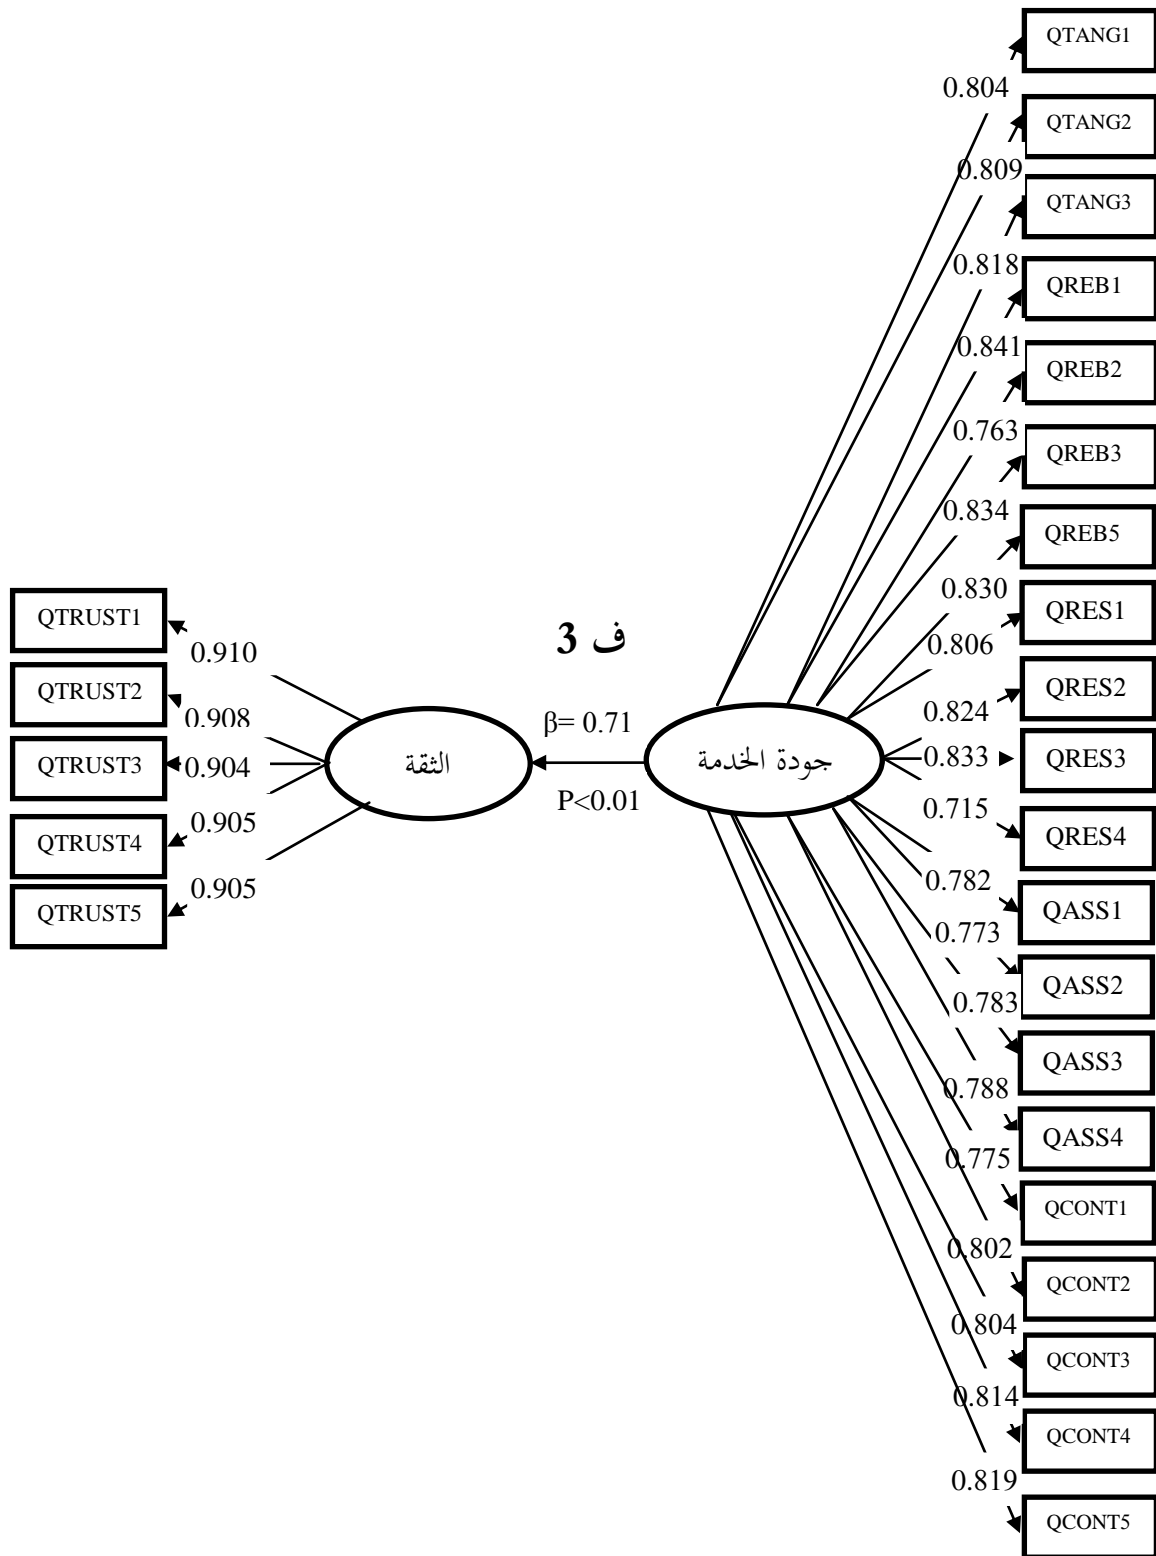 QTANG1
0.804
QTANG2
0.809
QTANG3
0.818
QREB1
0.841
QREB2
0.763
QREB3
0.834
QREB5
0.830
QRES1
0.806
QRES2
0.824
QRES3
0.833
QRES4
0.715
QASS1
0.782
QASS2
0.773
QASS3
0.783
QASS4
0.788
QCONT1
0.775
QCONT2
0.802
QCONT3
0.804
QCONT4
0.814
QCONT5
0.819
ف 3
β= 0.71
P<0.01
جودة الخدمة
الثقة
QTRUST1
0.910
QTRUST2
0.908
QTRUST3
0.904
QTRUST4
0.905
QTRUST5
0.905